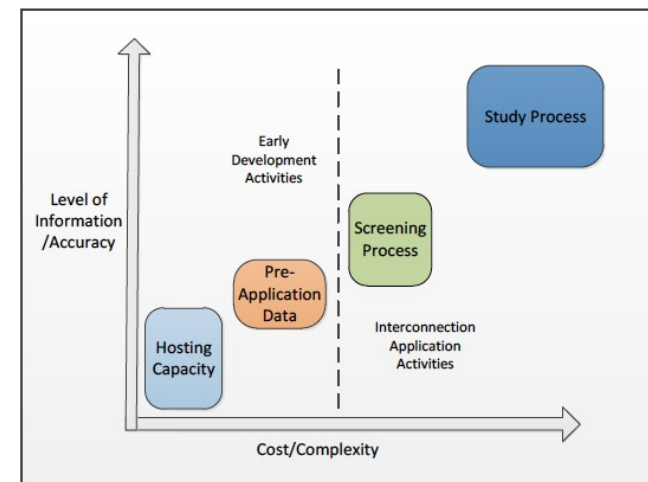 Study Process
Early
Development
Activities
Level of
Information
/Accuracy
Screening
Process
Pre-
Application
Data
Interconnection
Application
Activities
Hosting
Capacity
Cost/Complexity